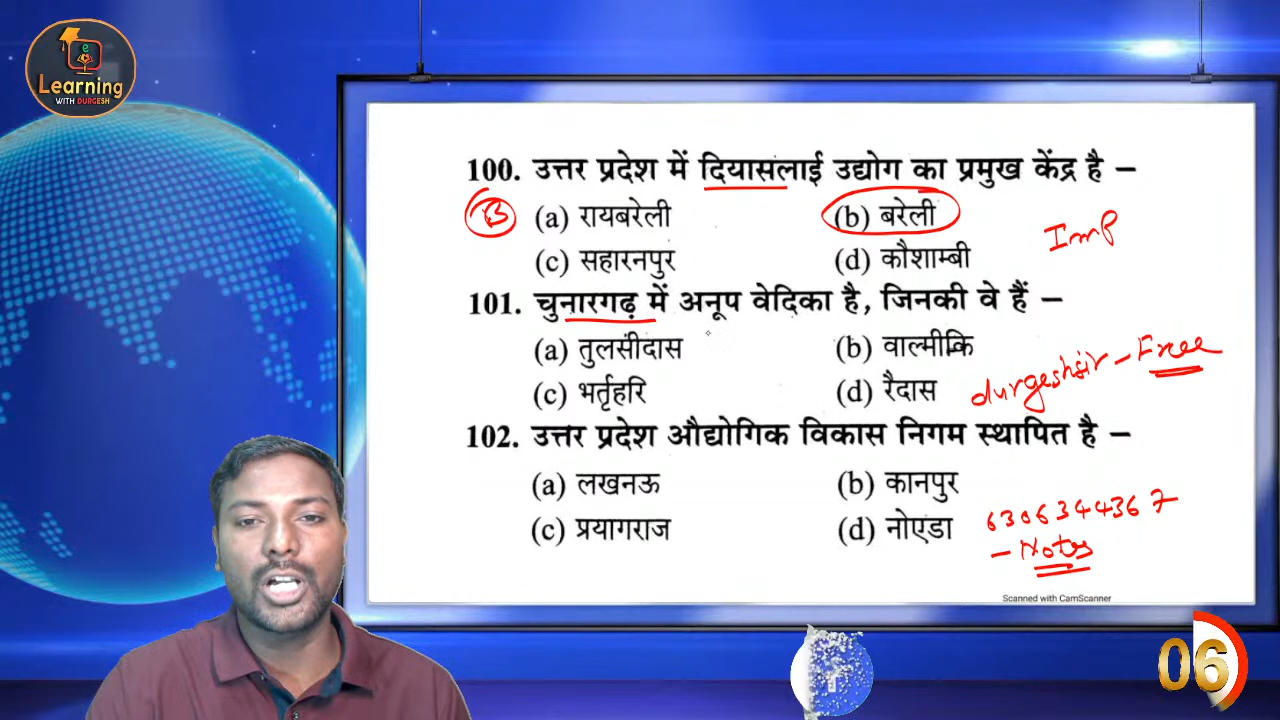 e
Learning
WITH DURGESH
100. उत्तर प्रदेश में दियासलाई उद्योग का प्रमुख केंद्र है –
B (a) रायबरेली (b) बरेली
Imp
(c) सहारनपुर (d) कौशाम्बी
101. चुनारगढ़ में अनूप वेदिका है, जिनकी वे हैं –
(a) तुलसीदास (b) वाल्मीकि
durgeshsir – Free
(c) भर्तृहरि (d) रैदास
102. उत्तर प्रदेश औद्योगिक विकास निगम स्थापित है –
(a) लखनऊ (b) कानपुर
6306344367
(c) प्रयागराज (d) नोएडा
– Notes
Scanned with CamScanner
06